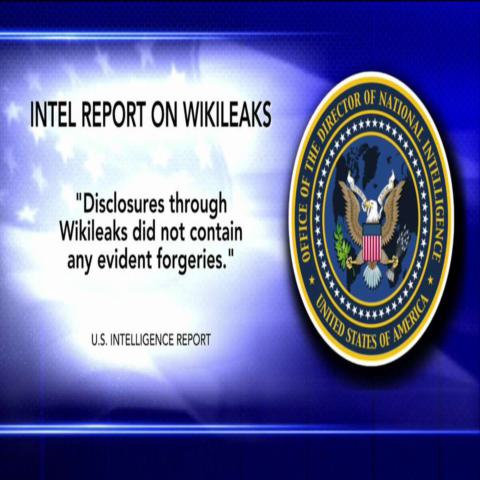 INTEL REPORT ON WIKILEAKS
"Disclosures through
Wikileaks did not contain
any evident forgeries."
U.S. INTELLIGENCE REPORT
OFFICE OF THE DIRECTOR OF NATIONAL INTELLIGENCE
UNITED STATES OF AMERICA